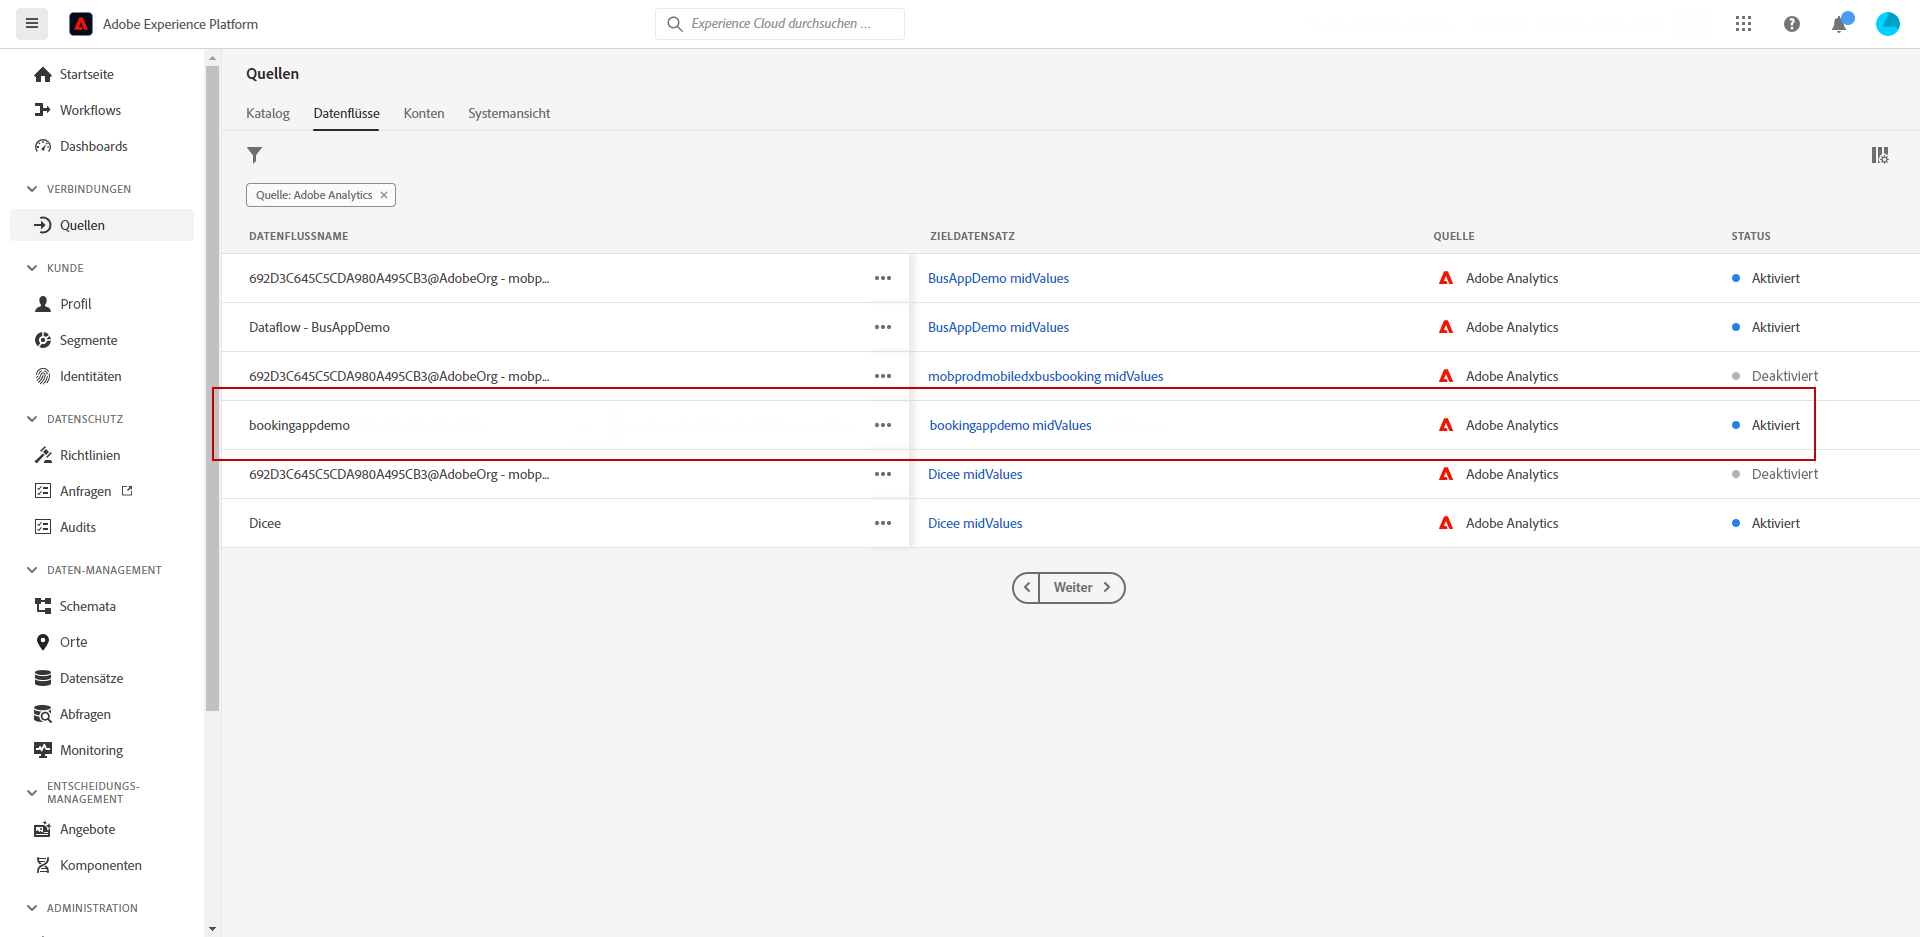 Adobe Experience Platform
Experience Cloud durchsuchen ...
Startseite
Workflows
Dashboards
VERBINDUNGEN
Quellen
KUNDE
Profil
Segmente
Identitäten
DATENSCHUTZ
Richtlinien
Anfragen
Audits
DATEN-MANAGEMENT
Schemata
Orte
Datensätze
Abfragen
Monitoring
ENTSCHEIDUNGS-
MANAGEMENT
Angebote
Komponenten
ADMINISTRATION
Quellen
Katalog Datenflüsse Konten Systemansicht
Quelle: Adobe Analytics
DATENFLUSSNAME ZIELDATENSATZ QUELLE STATUS
692D3C645C5CDA980A495CB3@AdobeOrg - mobp... BusAppDemo midValues Adobe Analytics Aktiviert
Dataflow - BusAppDemo BusAppDemo midValues Adobe Analytics Aktiviert
692D3C645C5CDA980A495CB3@AdobeOrg - mobp... mobprodmobiledxbusbooking midValues Adobe Analytics Deaktiviert
bookingappdemo bookingappdemo midValues Adobe Analytics Aktiviert
692D3C645C5CDA980A495CB3@AdobeOrg - mobp... Dicee midValues Adobe Analytics Deaktiviert
Dicee Dicee midValues Adobe Analytics Aktiviert
Weiter